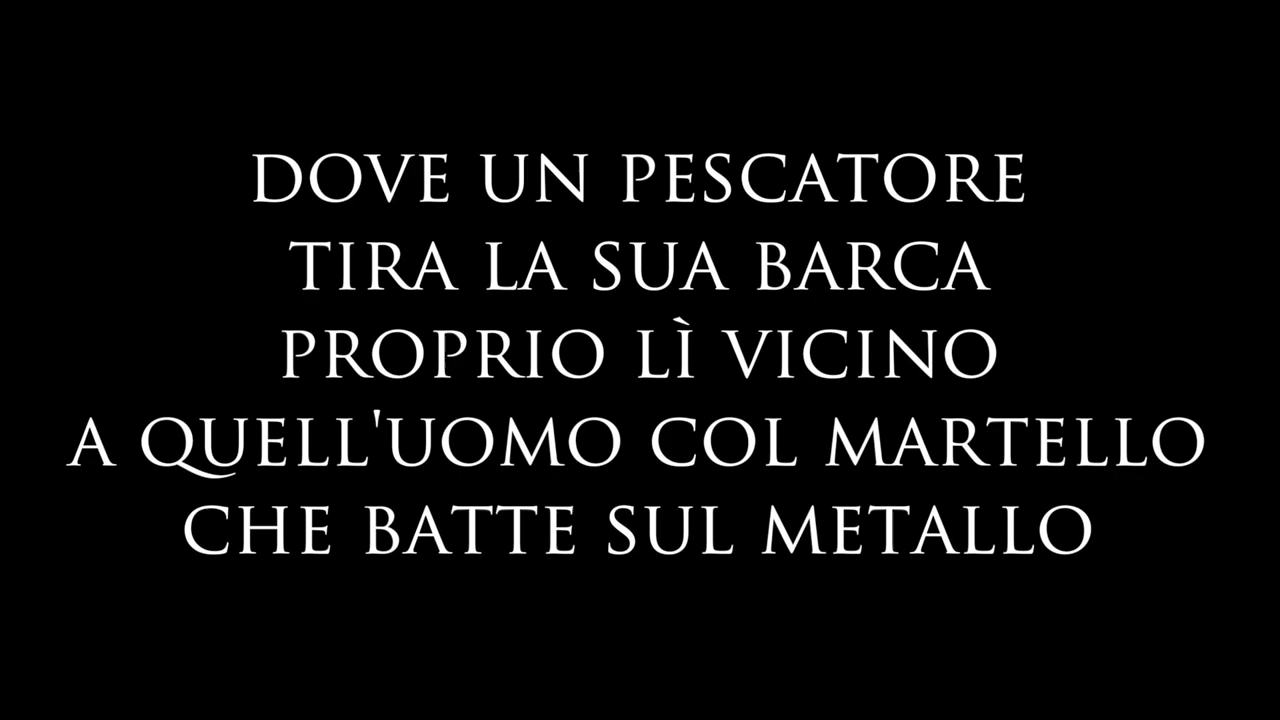 DOVE UN PESCATORE
TIRA LA SUA BARCA
PROPRIO LÌ VICINO
A QUELL'UOMO COL MARTELLO
CHE BATTE SUL METALLO